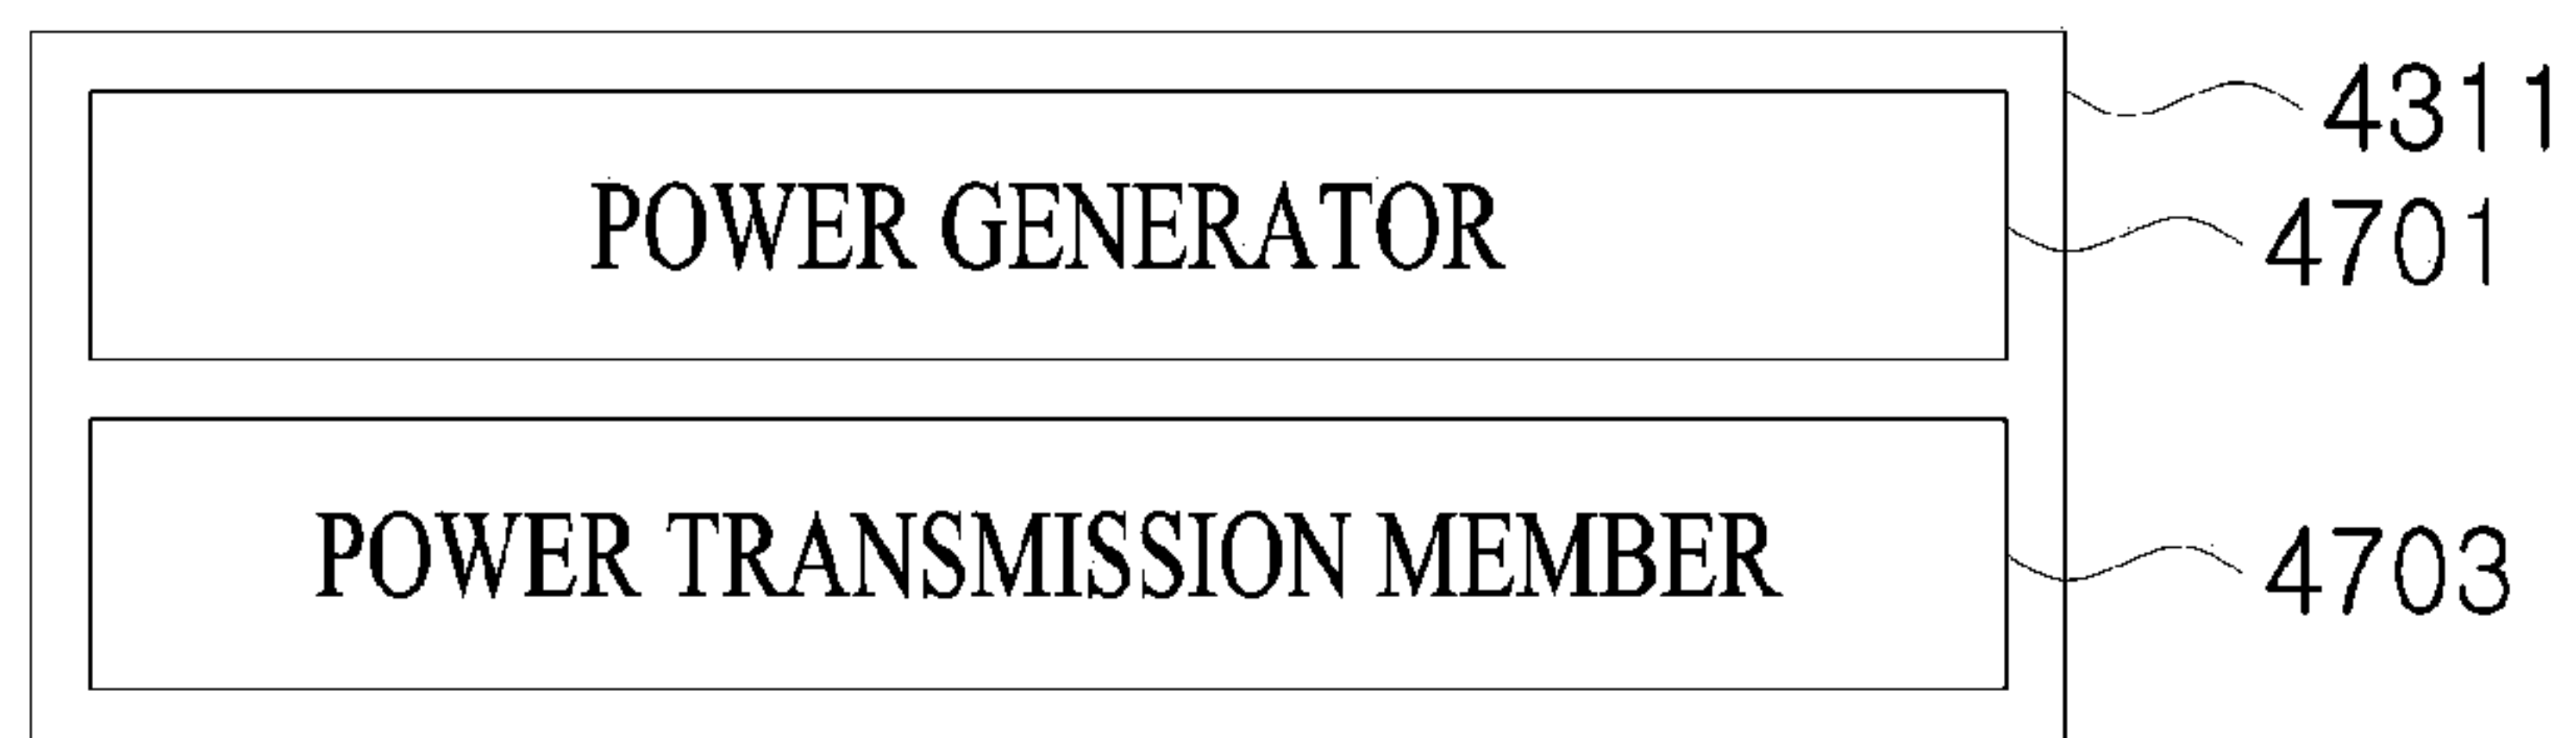 4311
POWER GENERATOR 4701
POWER TRANSMISSION MEMBER 4703